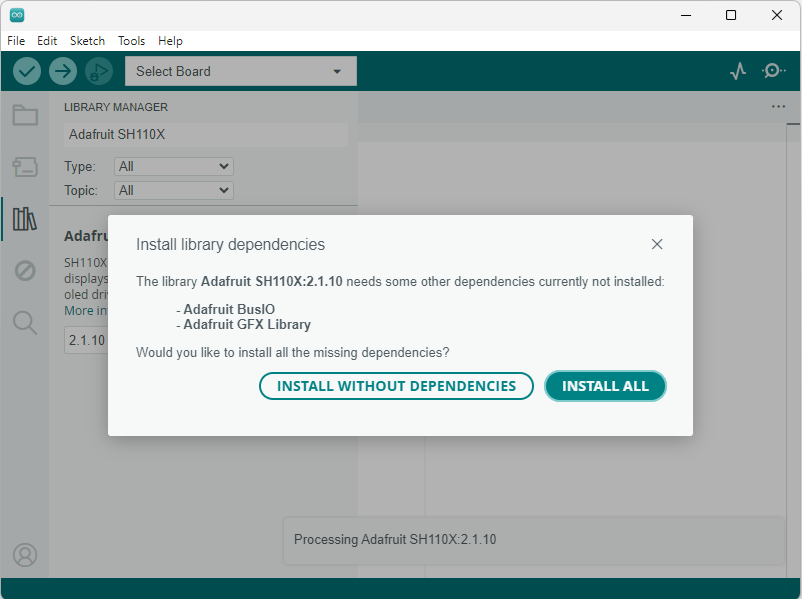 File Edit Sketch Tools Help
Select Board
LIBRARY MANAGER
Adafruit SH110X
Type: All
Topic: All
SH110X
displays
oled
More
2.1.10
Install library dependencies
The library Adafruit SH110X:2.1.10 needs some other dependencies currently not installed:
- Adafruit BusIO
- Adafruit GFX Library
Would you like to install all the missing dependencies?
INSTALL WITHOUT DEPENDENCIES
INSTALL ALL
Processing Adafruit SH110X:2.1.10